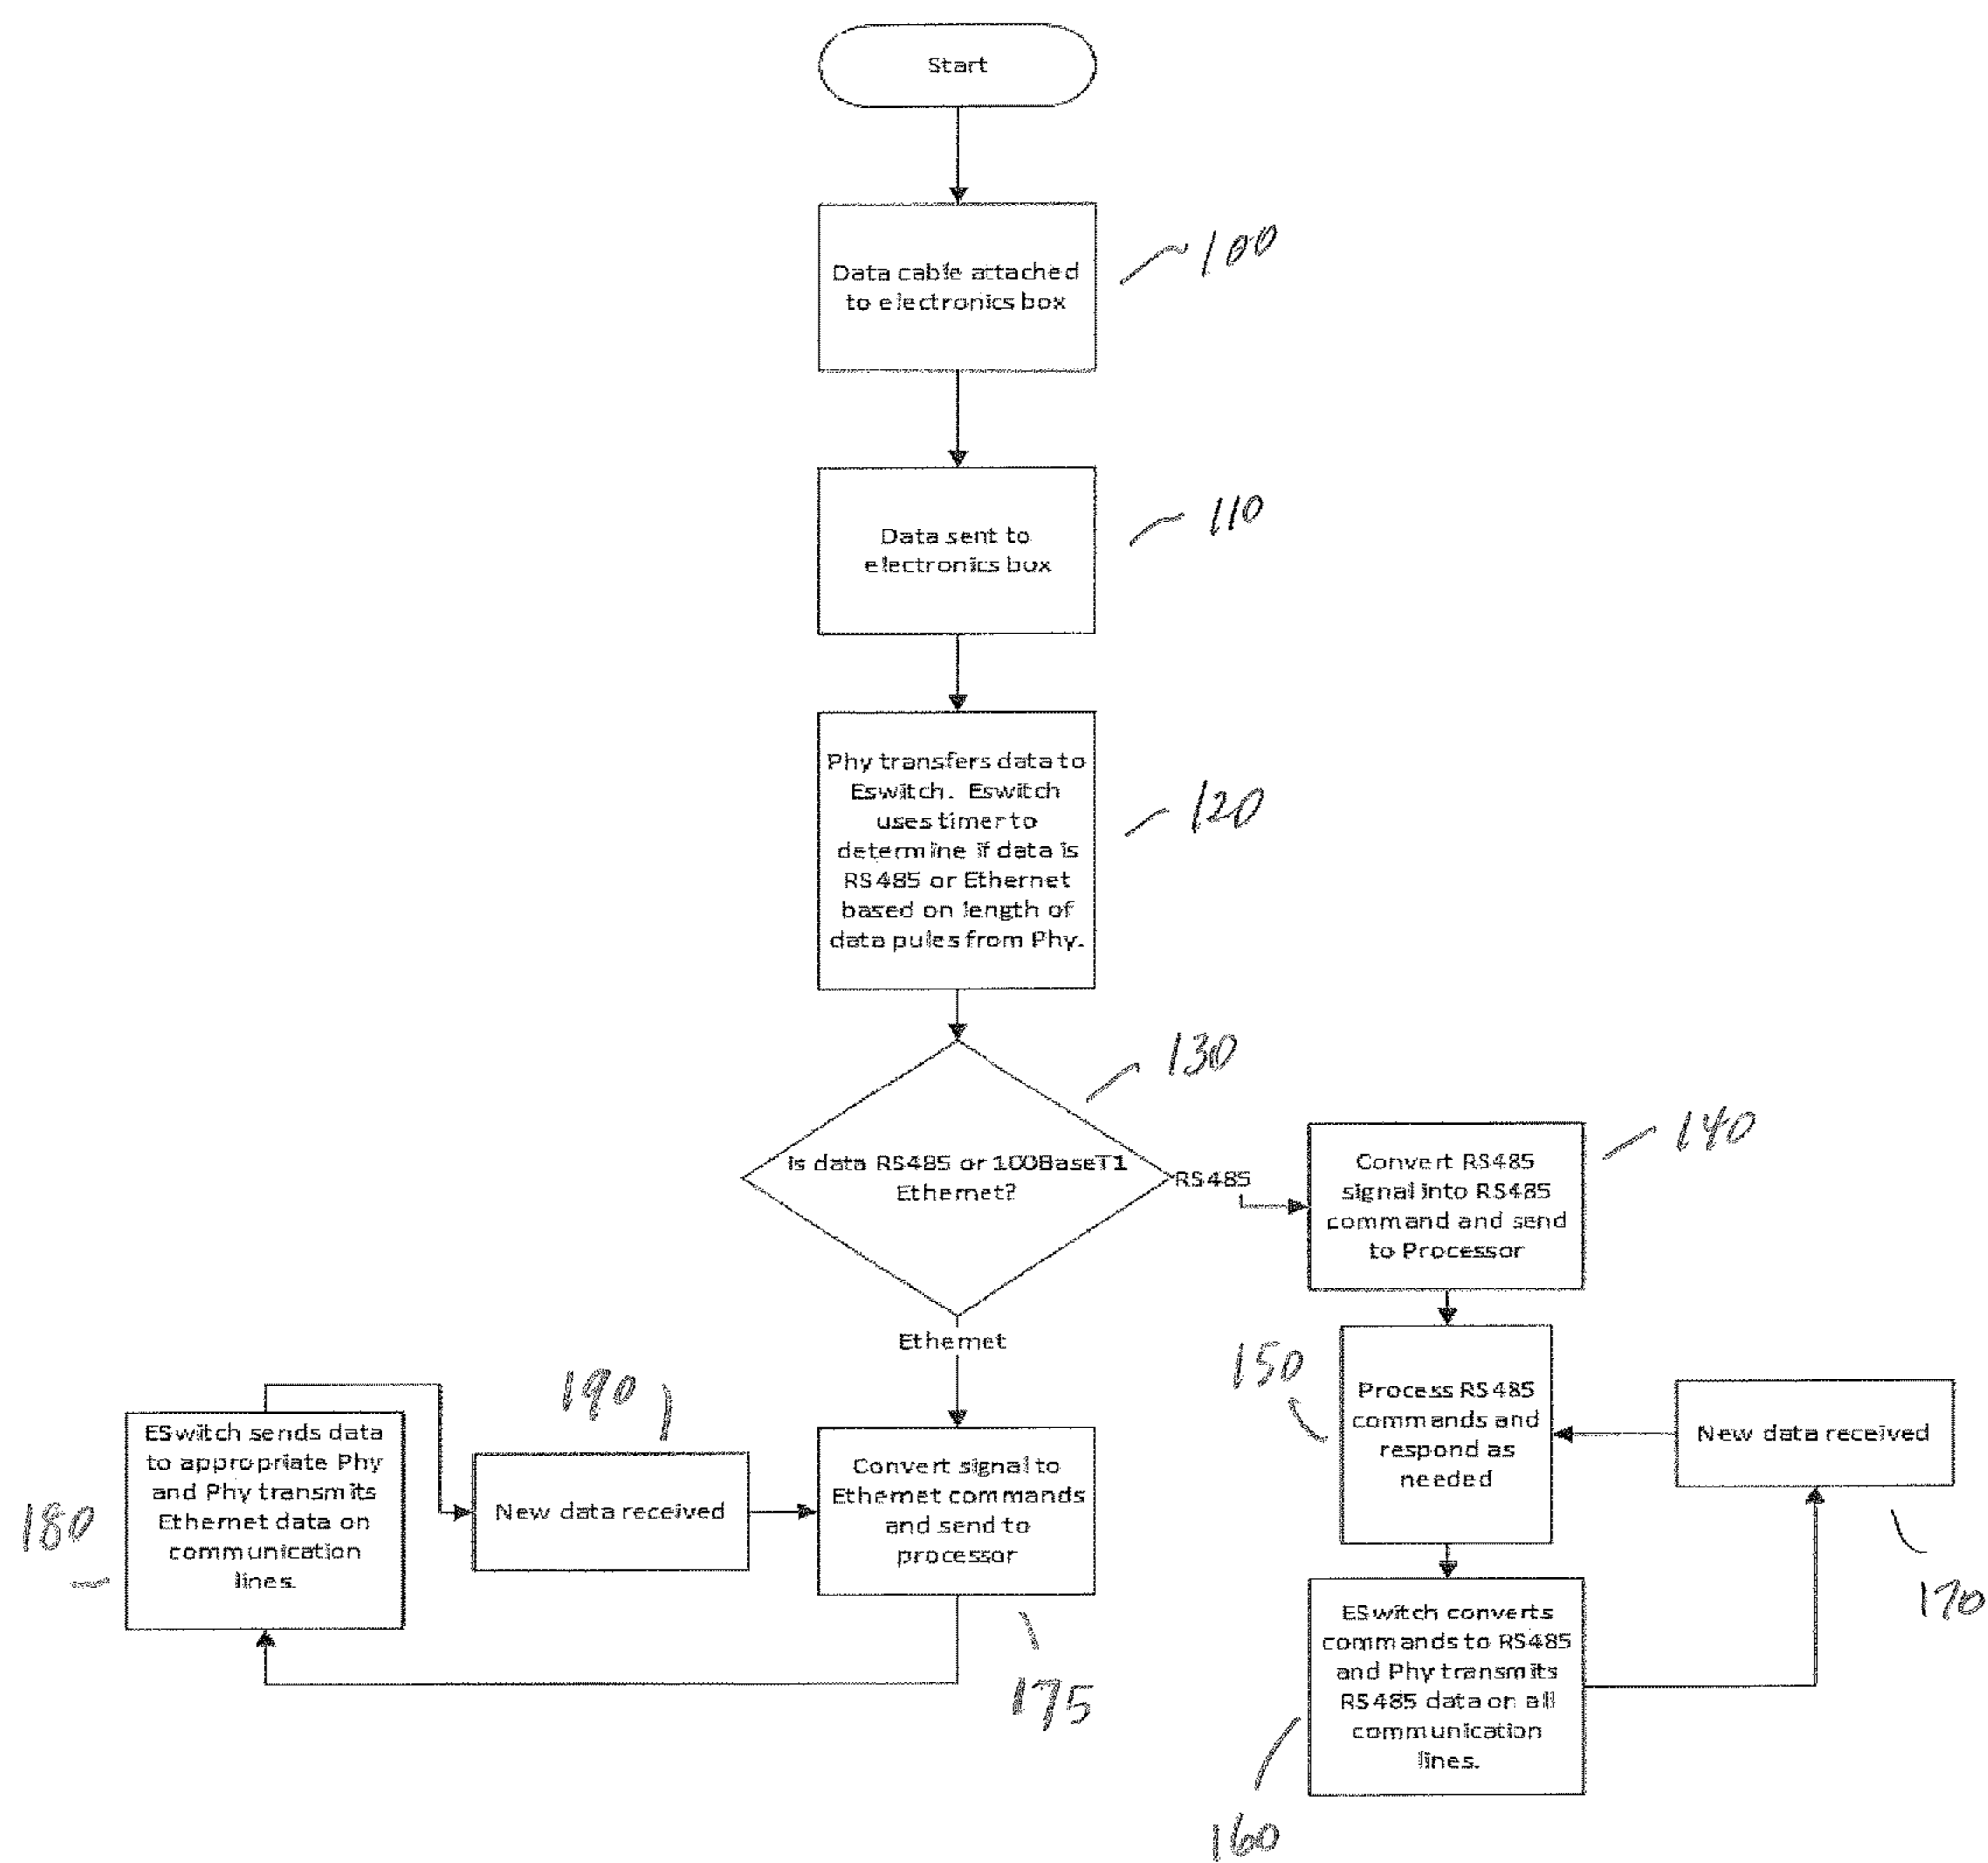 Start
Data cable attached
to electronics box
100
Data sent to
electronics box
110
Phy transfers data to
Eswitch. Eswitch
uses timer to
determine if data is
RS485 or Ethernet
based on length of
data pules from Phy.
120
130
is data RS485 or 100BaseT1
Ethernet?
RS485
140
Convert RS485
signal into RS485
command and send
to Processor
Ethernet
150
Process RS485
commands and
respond as
needed
New data received
170
ESwitch converts
commands to RS485
and Phy transmits
RS485 data on all
communication
lines.
160
190
New data received
Convert signal to
Ethernet commands
and send to
processor
175
ESwitch sends data
to appropriate Phy
and Phy transmits
Ethernet data on
communication
lines.
180